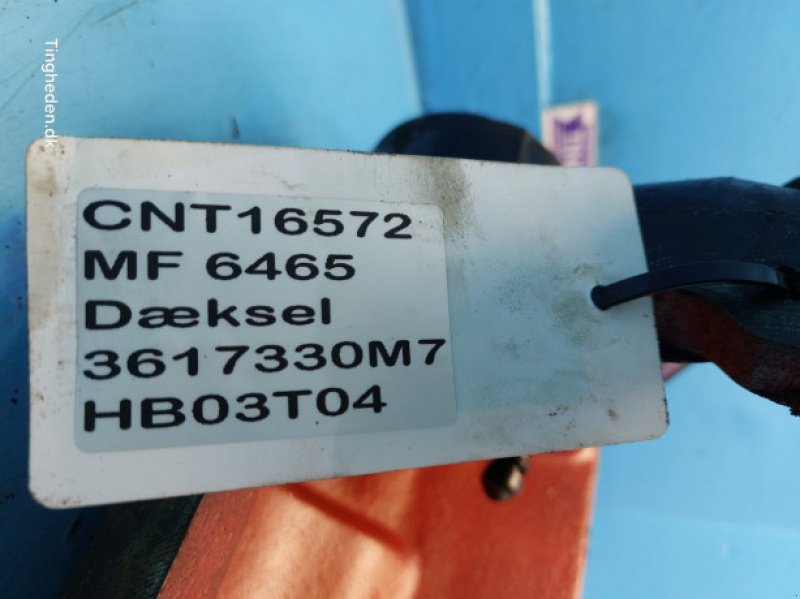 Tingheden.dk
CNT16572
MF 6465
Dæksel
3617330M7
HB03T04